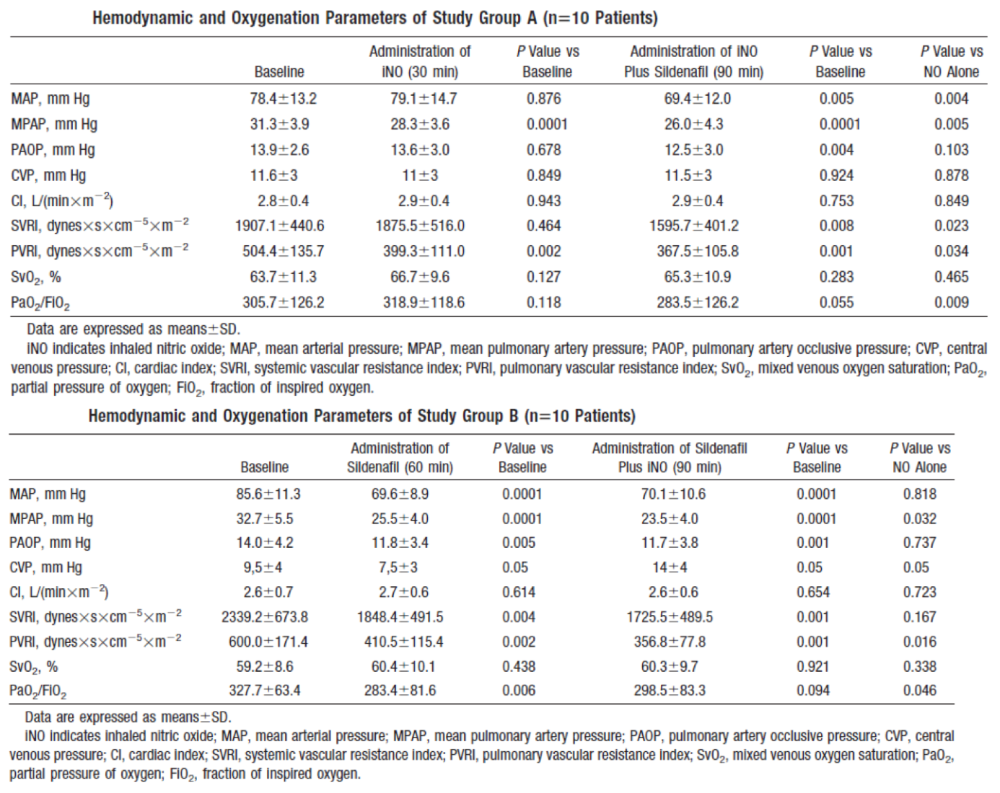 Hemodynamic and Oxygenation Parameters of Study Group A (n=10 Patients)
Baseline Administration of iNO (30 min) P Value vs Baseline Administration of iNO Plus Sildenafil (90 min) P Value vs Baseline P Value vs NO Alone
MAP, mm Hg 78.4±13.2 79.1±14.7 0.876 69.4±12.0 0.005 0.004
MPAP, mm Hg 31.3±3.9 28.3±3.6 0.0001 26.0±4.3 0.0001 0.005
PAOP, mm Hg 13.9±2.6 13.6±3.0 0.678 12.5±3.0 0.004 0.103
CVP, mm Hg 11.6±3 11±3 0.849 11.5±3 0.924 0.878
CI, L/(min×m⁻²) 2.8±0.4 2.9±0.4 0.943 2.9±0.4 0.753 0.849
SVRI, dynes×s×cm⁻⁵×m⁻² 1907.1±440.6 1875.5±516.0 0.464 1595.7±401.2 0.008 0.023
PVRI, dynes×s×cm⁻⁵×m⁻² 504.4±135.7 399.3±111.0 0.002 367.5±105.8 0.001 0.034
SvO₂, % 63.7±11.3 66.7±9.6 0.127 65.3±10.9 0.283 0.465
PaO₂/FiO₂ 305.7±126.2 318.9±118.6 0.118 283.5±126.2 0.055 0.009
Data are expressed as means±SD.
iNO indicates inhaled nitric oxide; MAP, mean arterial pressure; MPAP, mean pulmonary artery pressure; PAOP, pulmonary artery occlusive pressure; CVP, central
venous pressure; CI, cardiac index; SVRI, systemic vascular resistance index; PVRI, pulmonary vascular resistance index; SvO₂, mixed venous oxygen saturation; PaO₂,
partial pressure of oxygen; FiO₂, fraction of inspired oxygen.
Hemodynamic and Oxygenation Parameters of Study Group B (n=10 Patients)
Baseline Administration of Sildenafil (60 min) P Value vs Baseline Administration of Sildenafil Plus iNO (90 min) P Value vs Baseline P Value vs NO Alone
MAP, mm Hg 85.6±11.3 69.6±8.9 0.0001 70.1±10.6 0.0001 0.818
MPAP, mm Hg 32.7±5.5 25.5±4.0 0.0001 23.5±4.0 0.0001 0.032
PAOP, mm Hg 14.0±4.2 11.8±3.4 0.005 11.7±3.8 0.001 0.737
CVP, mm Hg 9,5±4 7,5±3 0.05 14±4 0.05 0.05
CI, L/(min×m⁻²) 2.6±0.7 2.7±0.6 0.614 2.6±0.6 0.654 0.723
SVRI, dynes×s×cm⁻⁵×m⁻² 2339.2±673.8 1848.4±491.5 0.004 1725.5±489.5 0.001 0.167
PVRI, dynes×s×cm⁻⁵×m⁻² 600.0±171.4 410.5±115.4 0.002 356.8±77.8 0.001 0.016
SvO₂, % 59.2±8.6 60.4±10.1 0.438 60.3±9.7 0.921 0.338
PaO₂/FiO₂ 327.7±63.4 283.4±81.6 0.006 298.5±83.3 0.094 0.046
Data are expressed as means±SD.
iNO indicates inhaled nitric oxide; MAP, mean arterial pressure; MPAP, mean pulmonary artery pressure; PAOP, pulmonary artery occlusive pressure; CVP, central
venous pressure; CI, cardiac index; SVRI, systemic vascular resistance index; PVRI, pulmonary vascular resistance index; SvO₂, mixed venous oxygen saturation; PaO₂,
partial pressure of oxygen; FiO₂, fraction of inspired oxygen.